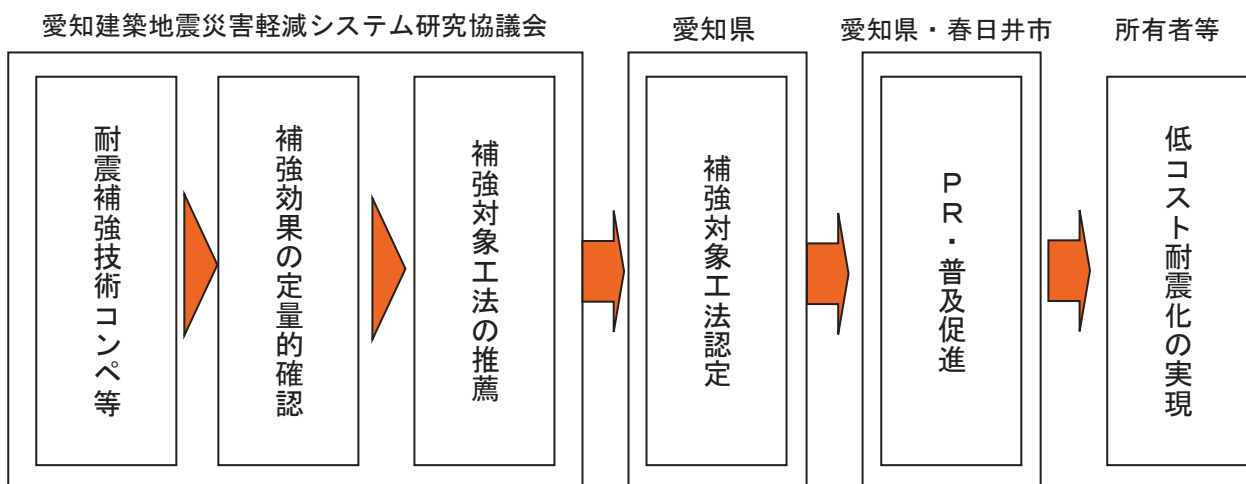 愛知建築地震災害軽減システム研究協議会
愛知県
愛知県・春日井市
所有者等
耐震補強技術コンペ等
補強効果の定量的確認
補強対象工法の推薦
補強対象工法認定
ＰＲ・普及促進
低コスト耐震化の実現